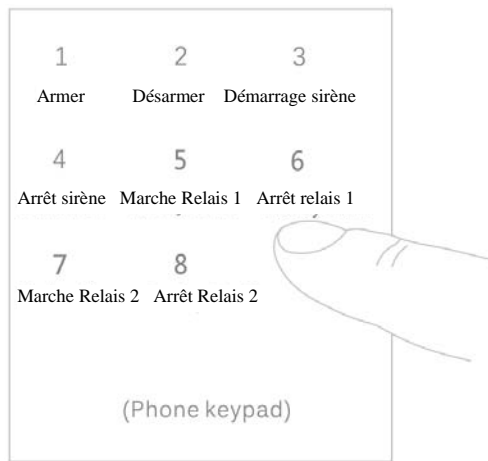 1 2 3
Armer Désarmer Démarrage sirène
4 5 6
Arrêt sirène Marche Relais 1 Arrêt relais 1
7 8
Marche Relais 2 Arrêt Relais 2
(Phone keypad)